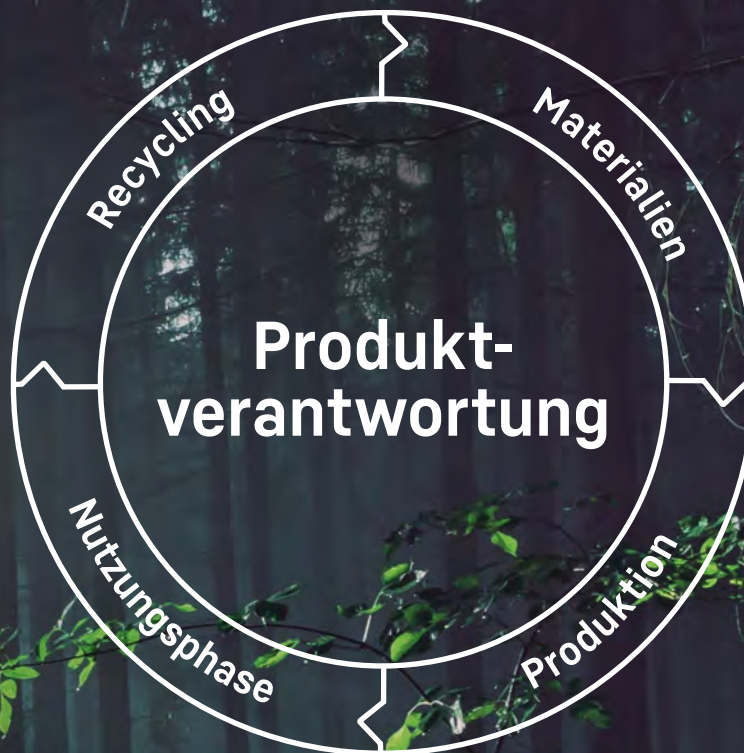 Recycling
Materialien
Produkt-
verantwortung
Nutzungsphase
Produktion